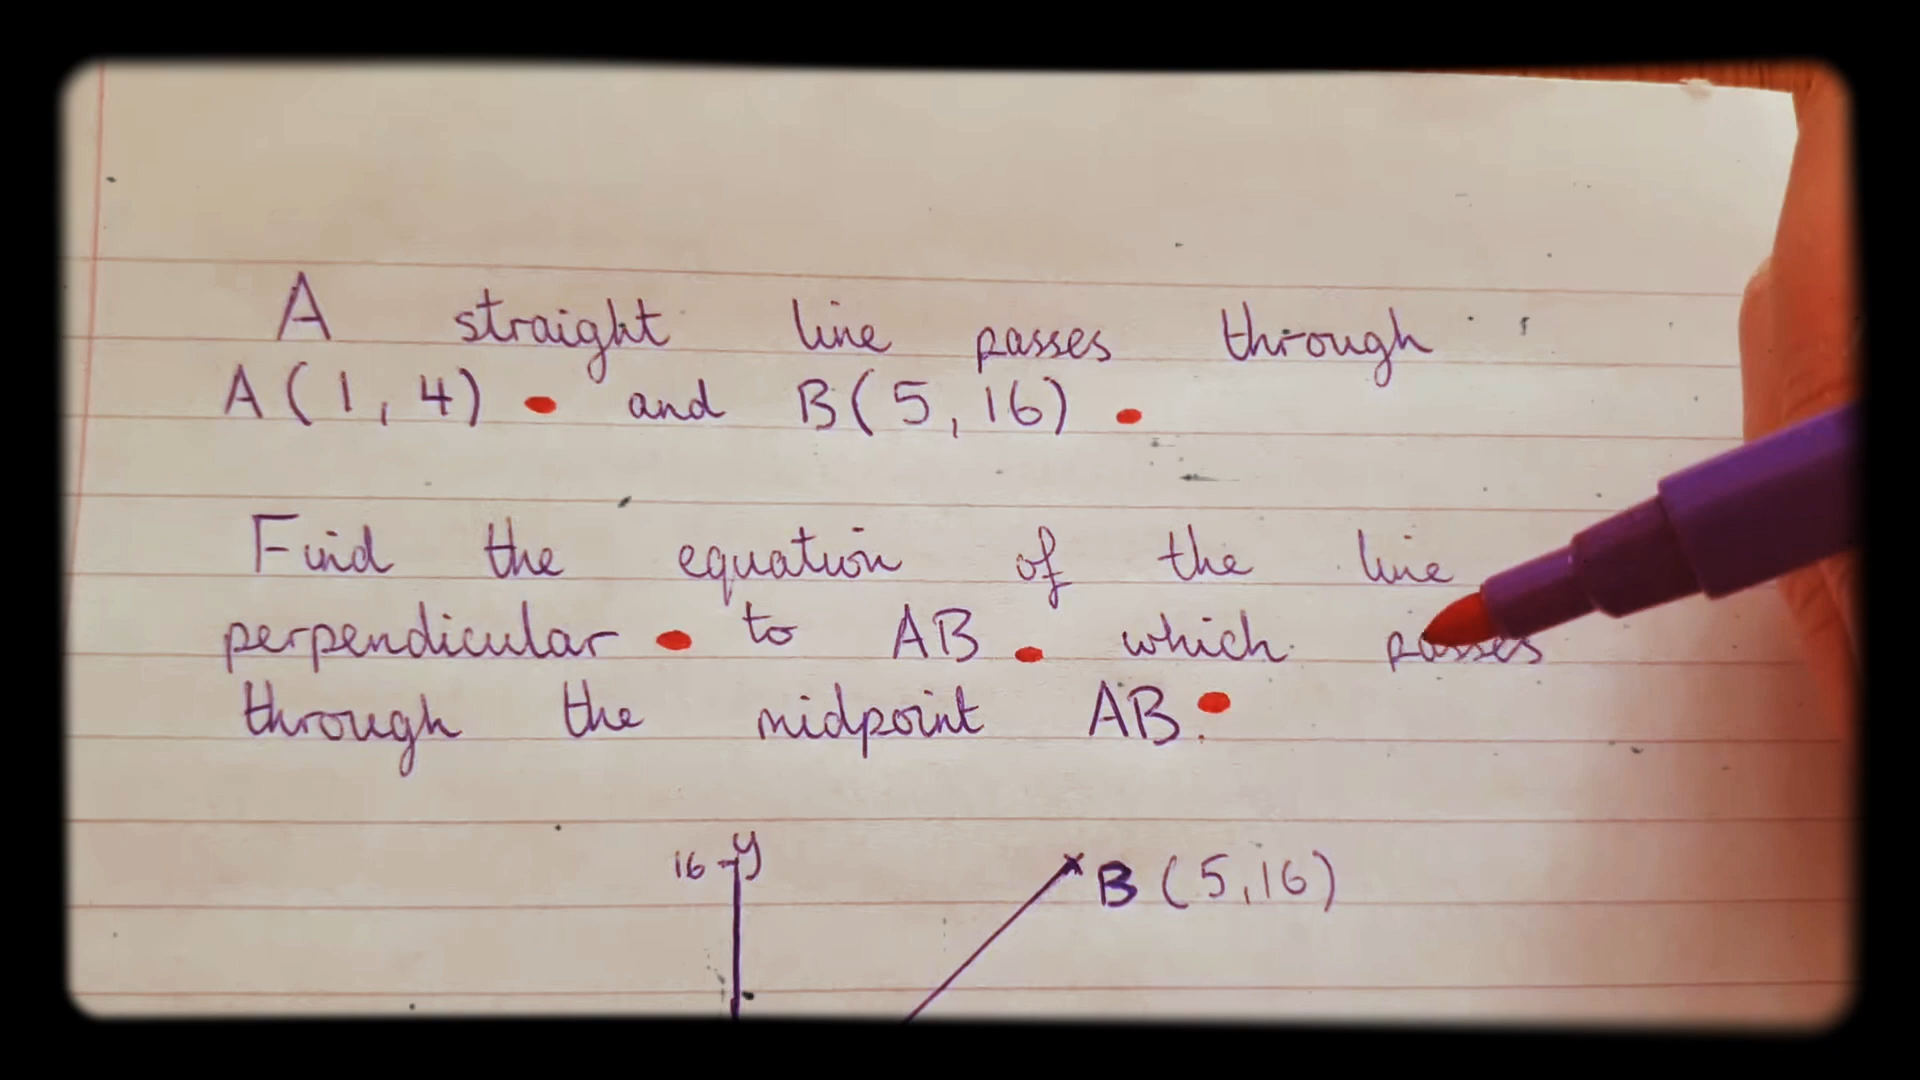 A straight line passes through
A(1, 4) and B(5, 16)
Find the equation of the line
perpendicular to AB which passes
through the midpoint AB.
16 y
B (5,16)